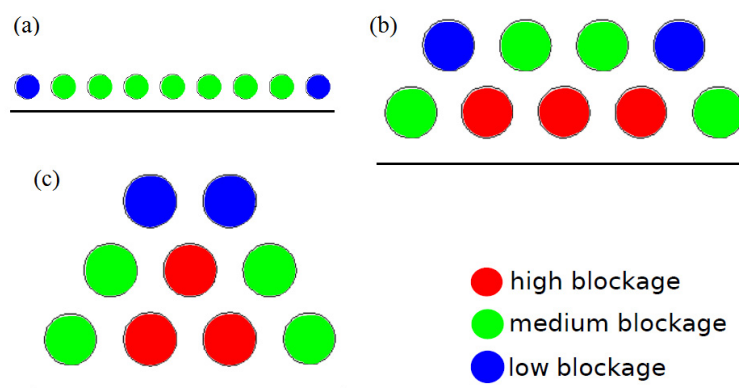 (a)
(b)
(c)
high blockage
medium blockage
low blockage